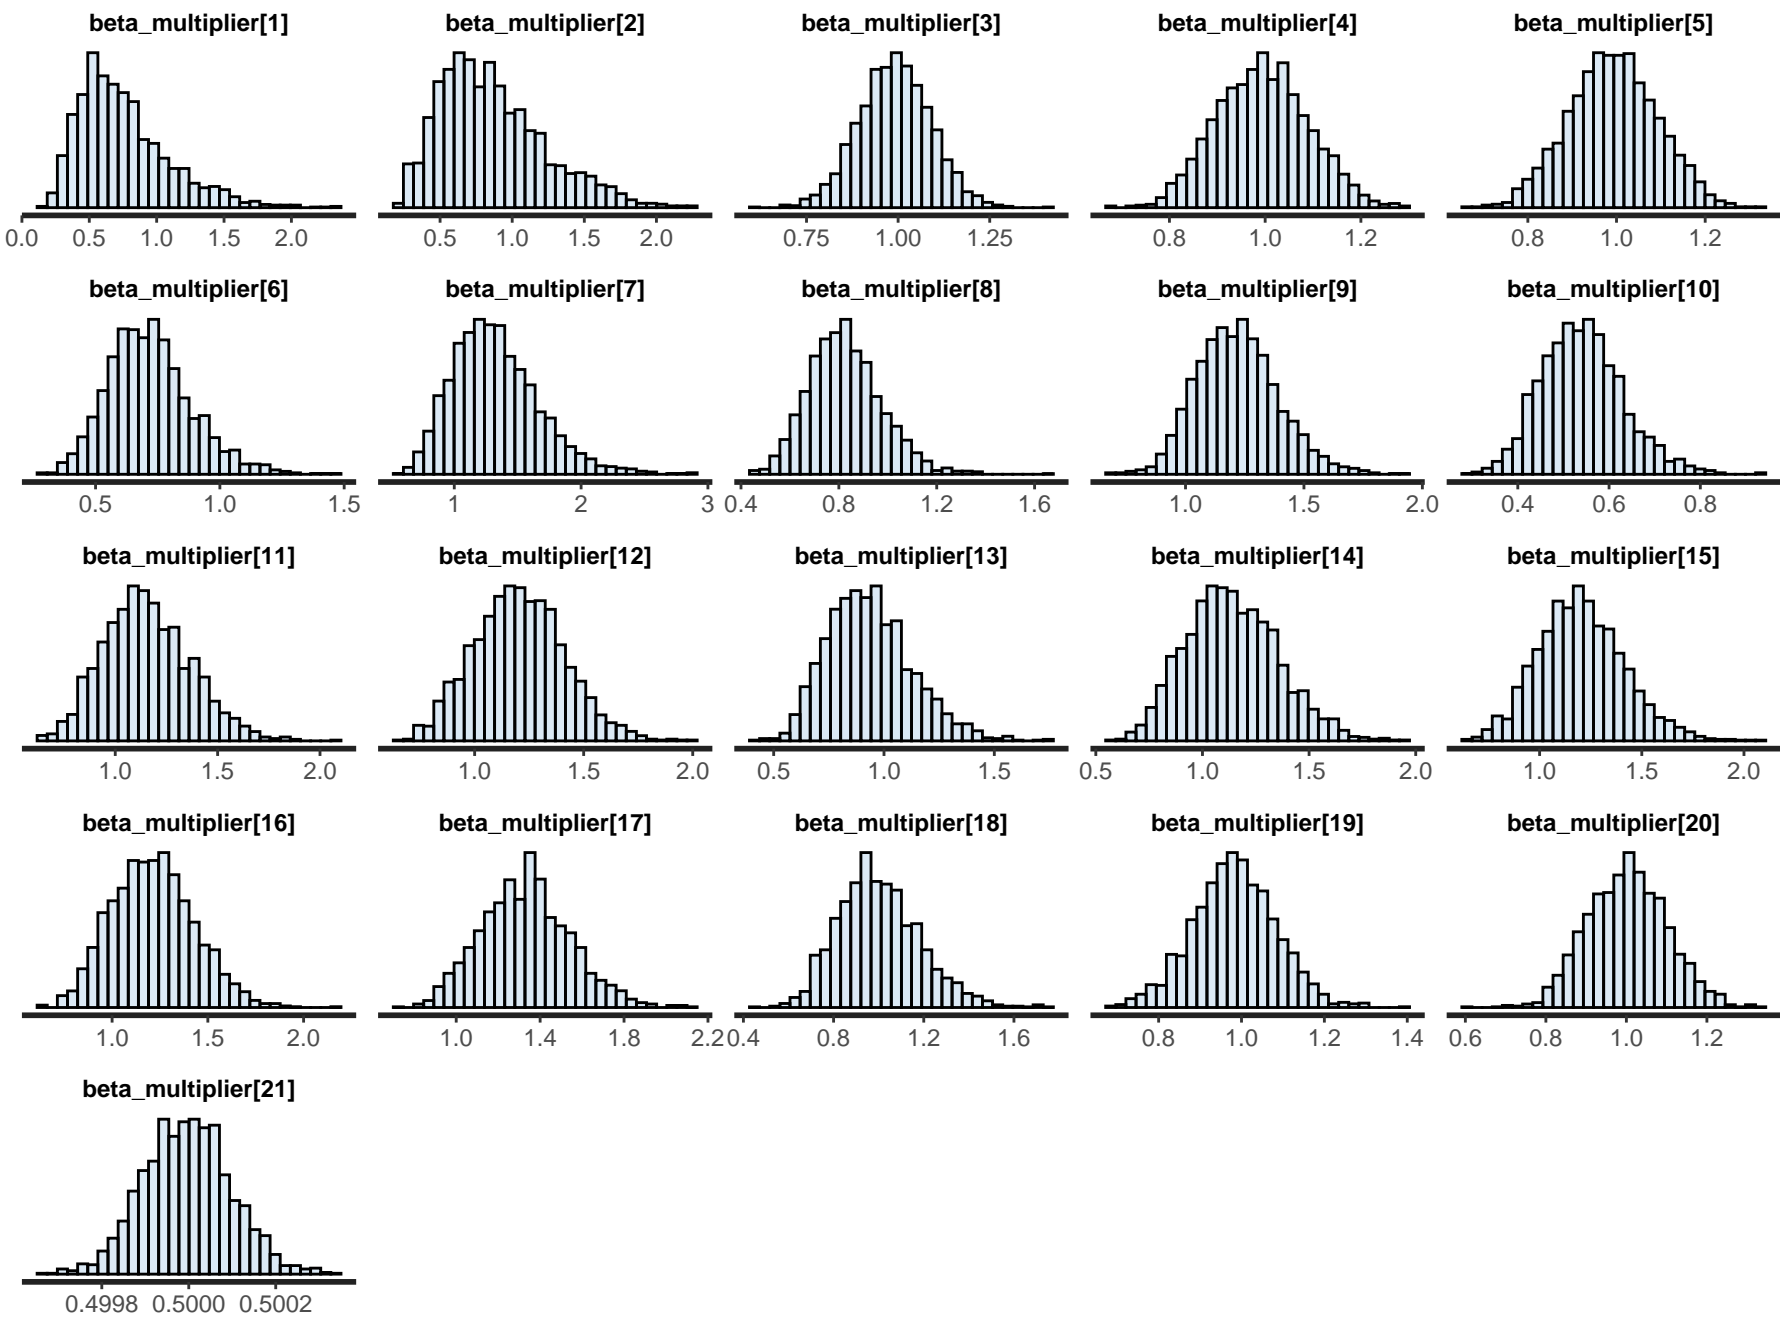 beta_multiplier[1] beta_multiplier[2] beta_multiplier[3] beta_multiplier[4] beta_multiplier[5]
0.0 0.5 1.0 1.5 2.0 0.5 1.0 1.5 2.0 0.75 1.00 1.25 0.8 1.0 1.2 0.8 1.0 1.2
beta_multiplier[6] beta_multiplier[7] beta_multiplier[8] beta_multiplier[9] beta_multiplier[10]
0.5 1.0 1.5 1 2 3 0.4 0.8 1.2 1.6 1.0 1.5 2.0 0.4 0.6 0.8
beta_multiplier[11] beta_multiplier[12] beta_multiplier[13] beta_multiplier[14] beta_multiplier[15]
1.0 1.5 2.0 1.0 1.5 2.0 0.5 1.0 1.5 0.5 1.0 1.5 2.0 1.0 1.5 2.0
beta_multiplier[16] beta_multiplier[17] beta_multiplier[18] beta_multiplier[19] beta_multiplier[20]
1.0 1.5 2.0 1.0 1.4 1.8 2.2 0.4 0.8 1.2 1.6 0.8 1.0 1.2 1.4 0.6 0.8 1.0 1.2
beta_multiplier[21]
0.4998 0.5000 0.5002